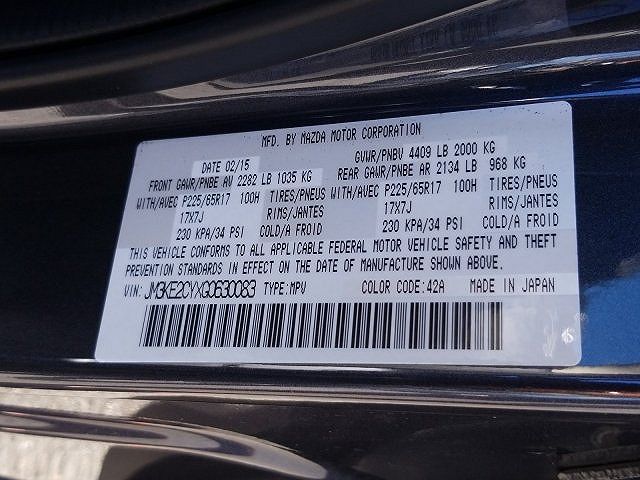 MFD. BY MAZDA MOTOR CORPORATION
DATE 02/15 GVWR/PNBV 4409 LB 2000 KG
FRONT GAWR/PNBE AV 2282 LB 1035 KG REAR GAWR/PNBE AR 2134 LB 968 KG
WITH/AVEC P225/65R17 100H TIRES/PNEUS WITH/AVEC P225/65R17 100H TIRES/PNEUS
17X7J RIMS/JANTES 17X7J RIMS/JANTES
230 KPA/34 PSI COLD/A FROID 230 KPA/34 PSI COLD/A FROID
THIS VEHICLE CONFORMS TO ALL APPLICABLE FEDERAL MOTOR VEHICLE SAFETY AND THEFT
PREVENTION STANDARDS IN EFFECT ON THE DATE OF MANUFACTURE SHOWN ABOVE.
VIN: JM3KE2CYXG0630083 TYPE:MPV COLOR CODE:42A MADE IN JAPAN